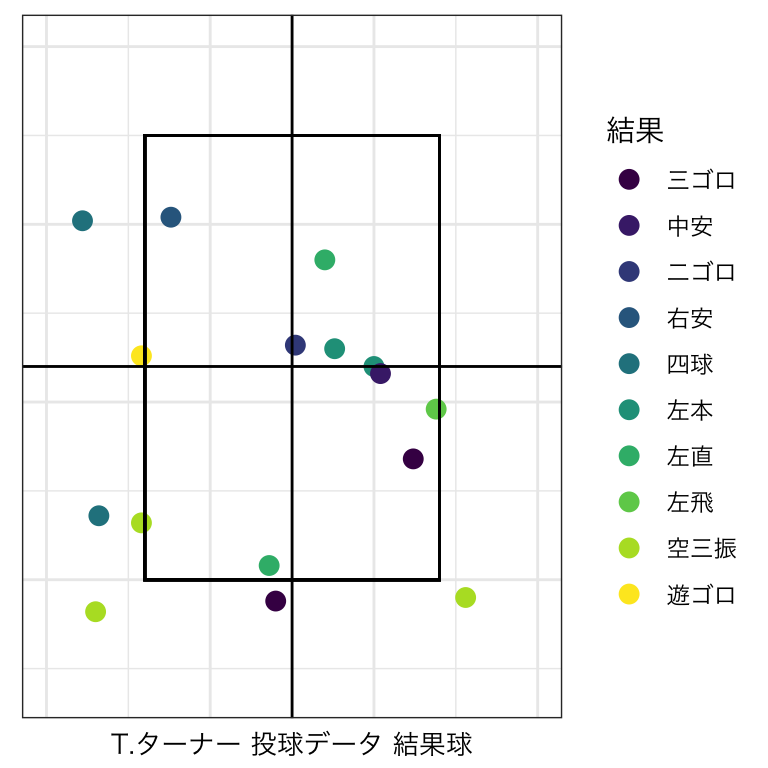 結果
三ゴロ
中安
二ゴロ
右安
四球
左本
左直
左飛
空三振
遊ゴロ
T.ターナー 投球データ 結果球